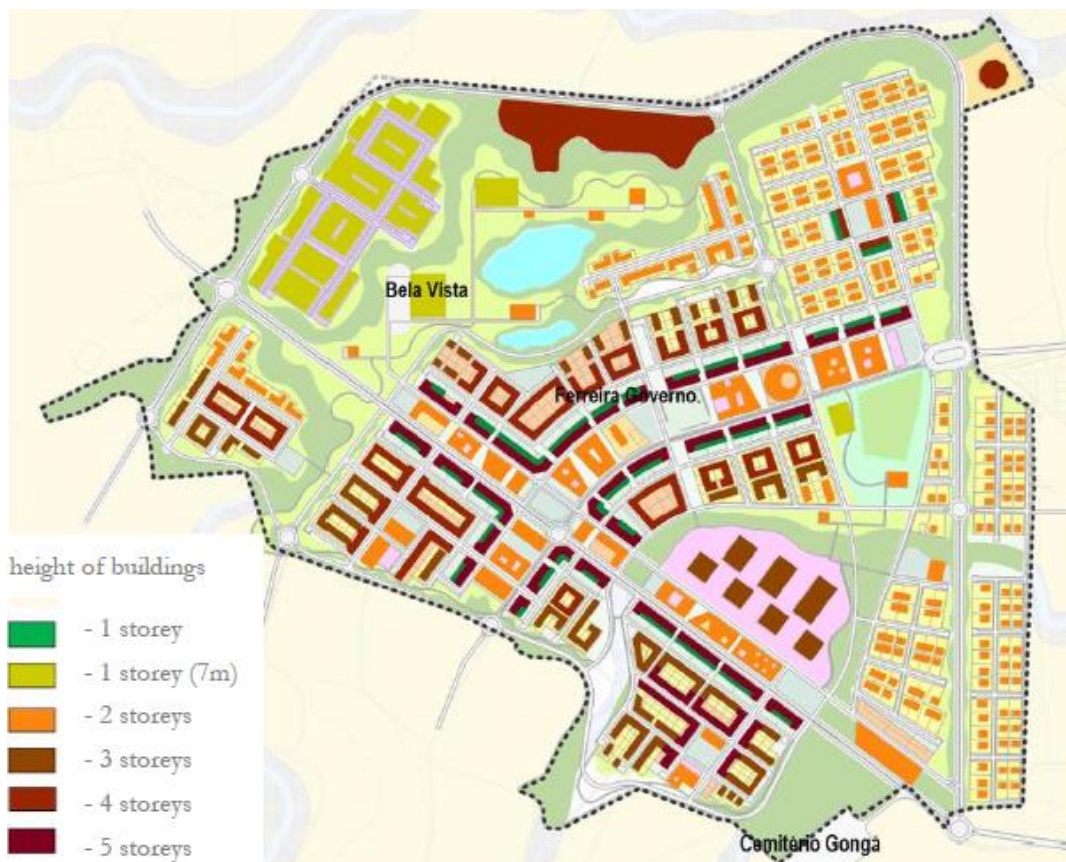 Bela Vista
Ferreira Governo.
height of buildings
- 1 storey
- 1 storey (7m)
- 2 storeys
- 3 storeys
- 4 storeys
- 5 storeys
Cemiterio Gonga